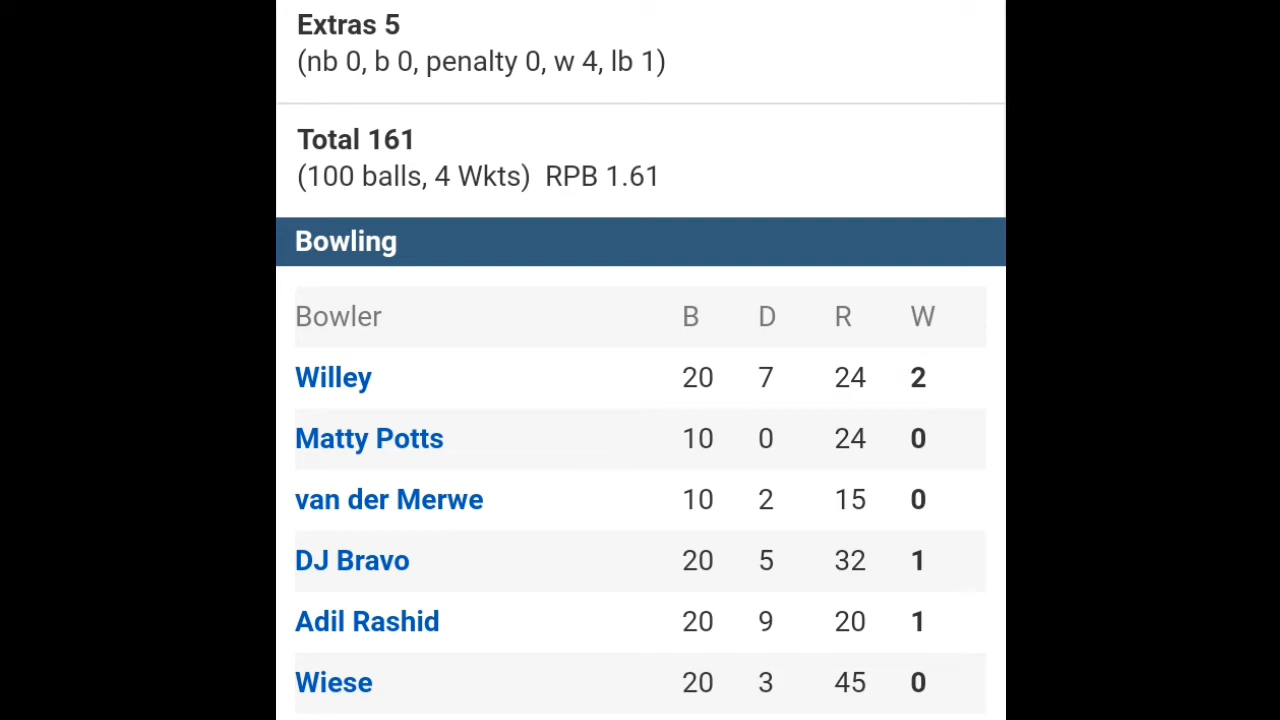 Extras 5
(nb 0, b 0, penalty 0, w 4, lb 1)
Total 161
(100 balls, 4 Wkts) RPB 1.61
Bowling
Bowler B D R W
Willey 20 7 24 2
Matty Potts 10 0 24 0
van der Merwe 10 2 15 0
DJ Bravo 20 5 32 1
Adil Rashid 20 9 20 1
Wiese 20 3 45 0